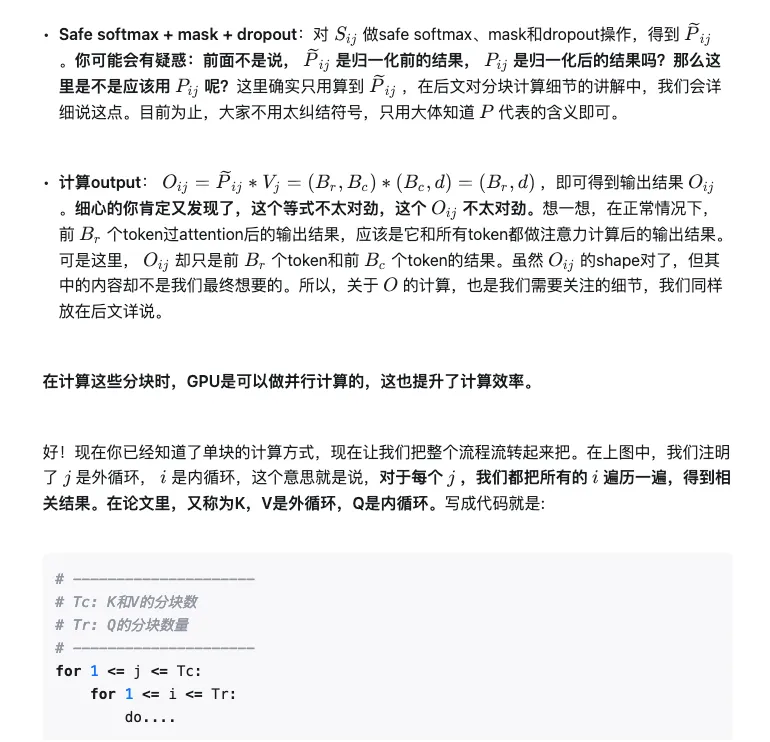 • Safe softmax + mask + dropout：对 S_{ij} 做safe softmax、mask和dropout操作，得到 \widetilde{P}_{ij}
。你可能会有疑惑：前面不是说， \widetilde{P}_{ij} 是归一化前的结果， P_{ij} 是归一化后的结果吗？那么这
里是不是应该用 P_{ij} 呢？这里确实只用算到 \widetilde{P}_{ij} ，在后文对分块计算细节的讲解中，我们会详
细说这点。目前为止，大家不用太纠结符号，只用大体知道 P 代表的含义即可。
• 计算output： O_{ij} = \widetilde{P}_{ij} * V_j = (B_r, B_c) * (B_c, d) = (B_r, d) ，即可得到输出结果 O_{ij}
。细心的你肯定又发现了，这个等式不太对劲，这个 O_{ij} 不太对劲。想一想，在正常情况下，
前 B_r 个token过attention后的输出结果，应该是它和所有token都做注意力计算后的输出结果。
可是这里， O_{ij} 却只是前 B_r 个token和前 B_c 个token的结果。虽然 O_{ij} 的shape对了，但其
中的内容却不是我们最终想要的。所以，关于 O 的计算，也是我们需要关注的细节，我们同样
放在后文详说。
在计算这些分块时，GPU是可以做并行计算的，这也提升了计算效率。
好！现在你已经知道了单块的计算方式，现在让我们把整个流程流转起来把。在上图中，我们注明
了 j 是外循环， i 是内循环，这个意思就是说，对于每个 j ，我们都把所有的 i 遍历一遍，得到相
关结果。在论文里，又称为K，V是外循环，Q是内循环。写成代码就是:
# ---------------------
# Tc: K和V的分块数
# Tr: Q的分块数量
# ---------------------
for 1 <= j <= Tc:
    for 1 <= i <= Tr:
        do....